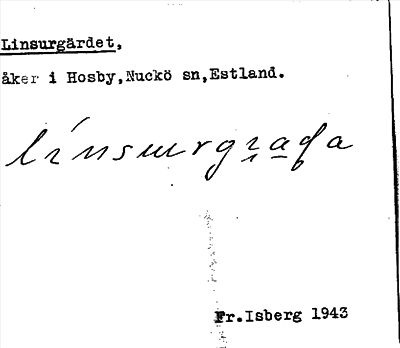 Linsurgärdet,
åker i Hosby,Nuckö sn,Estland.
Fr.Isberg 1943